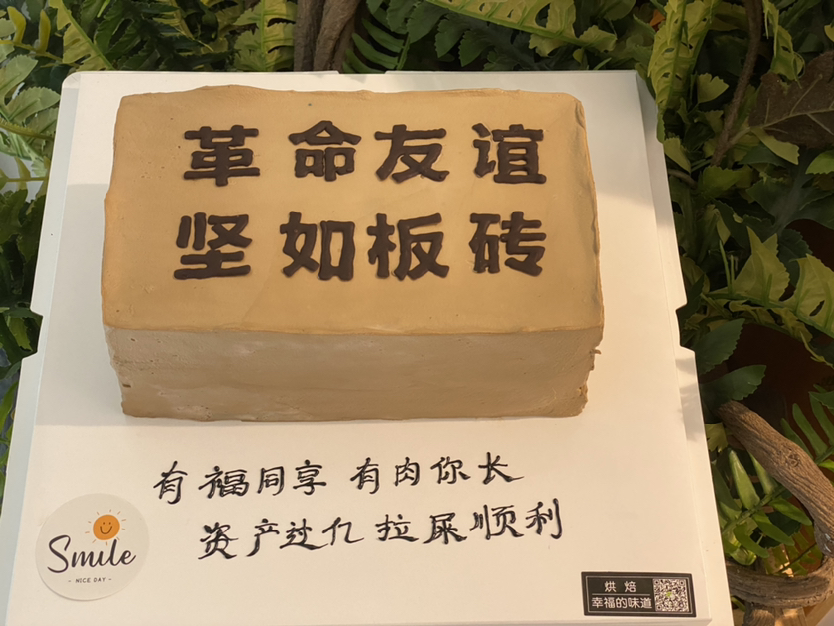 革命友谊
坚如板砖
有福同享 有肉你长
资产过亿 拉屎顺利
Smile
- NICE DAY -
烘 焙
幸福的味道